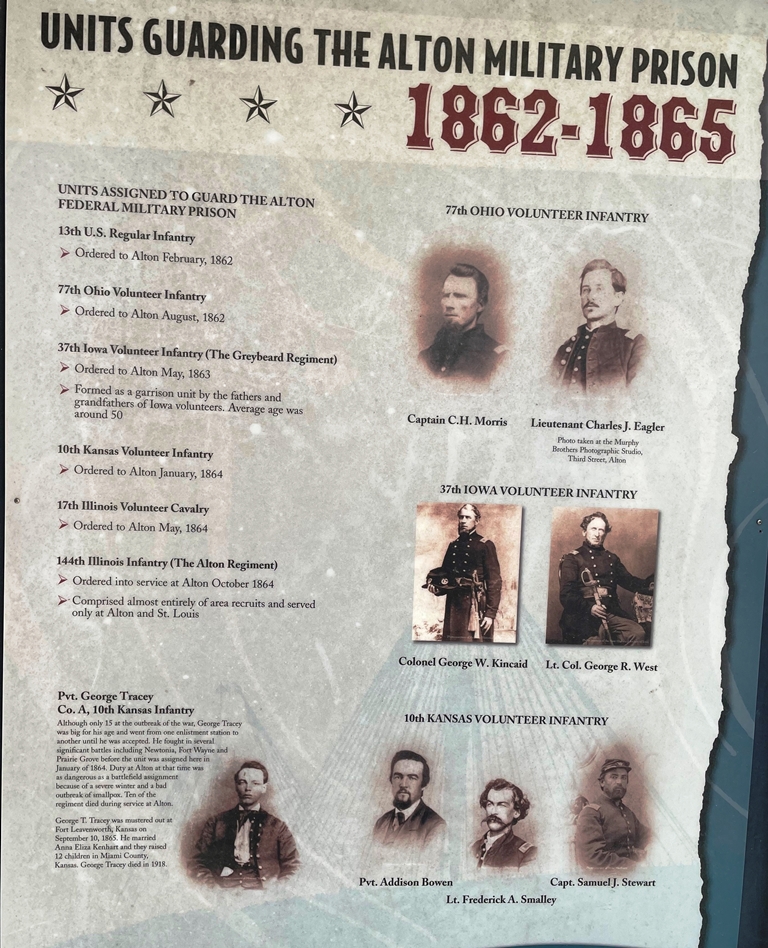 UNITS GUARDING THE ALTON MILITARY PRISON
1862-1865
UNITS ASSIGNED TO GUARD THE ALTON
FEDERAL MILITARY PRISON
13th U.S. Regular Infantry
Ordered to Alton February, 1862
77th Ohio Volunteer Infantry
Ordered to Alton August, 1862
37th Iowa Volunteer Infantry (The Greybeard Regiment)
Ordered to Alton May, 1863
Formed as a garrison unit by the fathers and
grandfathers of Iowa volunteers. Average age was
around 50
10th Kansas Volunteer Infantry
Ordered to Alton January, 1864
17th Illinois Volunteer Cavalry
Ordered to Alton May, 1864
144th Illinois Infantry (The Alton Regiment)
Ordered into service at Alton October 1864
Comprised almost entirely of area recruits and served
only at Alton and St. Louis
Pvt. George Tracey
Co. A, 10th Kansas Infantry
Although only 15 at the outbreak of the war, George Tracey
was big for his age and went from one enlistment station to
another until he was accepted. He fought in several
significant battles including Newtonia, Fort Wayne and
Prairie Grove before the unit was assigned here in
January of 1864. Duty at Alton at that time was
as dangerous as a battlefield assignment
because of a severe winter and a bad
outbreak of smallpox. Ten of the
regiment died during service at Alton.
George T. Tracey was mustered out at
Fort Leavenworth, Kansas on
September 10, 1865. He married
Anna Eliza Kenhart and they raised
12 children in Miami County,
Kansas. George Tracey died in 1918.
77th OHIO VOLUNTEER INFANTRY
Captain C.H. Morris
Lieutenant Charles J. Eagler
Photo taken at the Murphy
Brothers Photographic Studio,
Third Street, Alton
37th IOWA VOLUNTEER INFANTRY
Colonel George W. Kincaid
Lt. Col. George R. West
10th KANSAS VOLUNTEER INFANTRY
Pvt. Addison Bowen
Lt. Frederick A. Smalley
Capt. Samuel J. Stewart